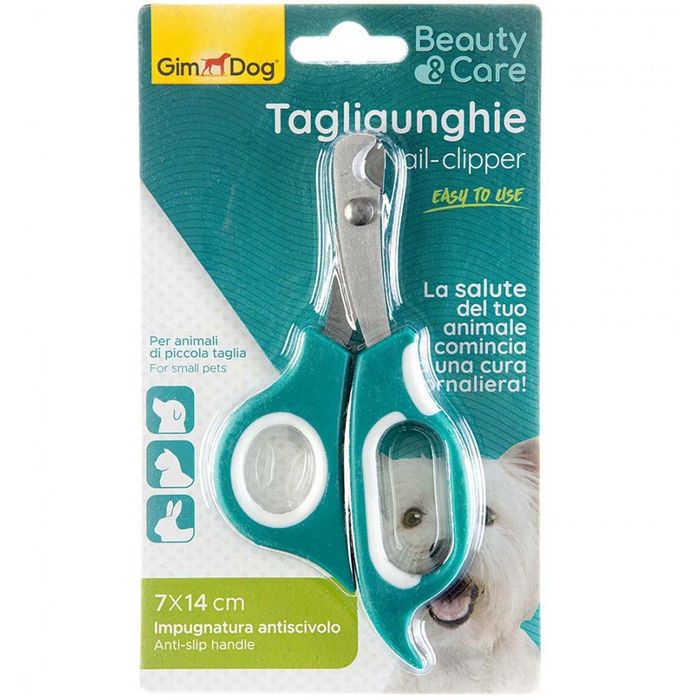 GimDog
Beauty
& Care
Tagliaunghie
ail-clipper
EASY TO USE
La salute
del tuo
animale
comincia
una cura
ornaliera!
Per animali
di piccola taglia
For small pets
7X14 cm
Impugnatura antiscivolo
Anti-slip handle